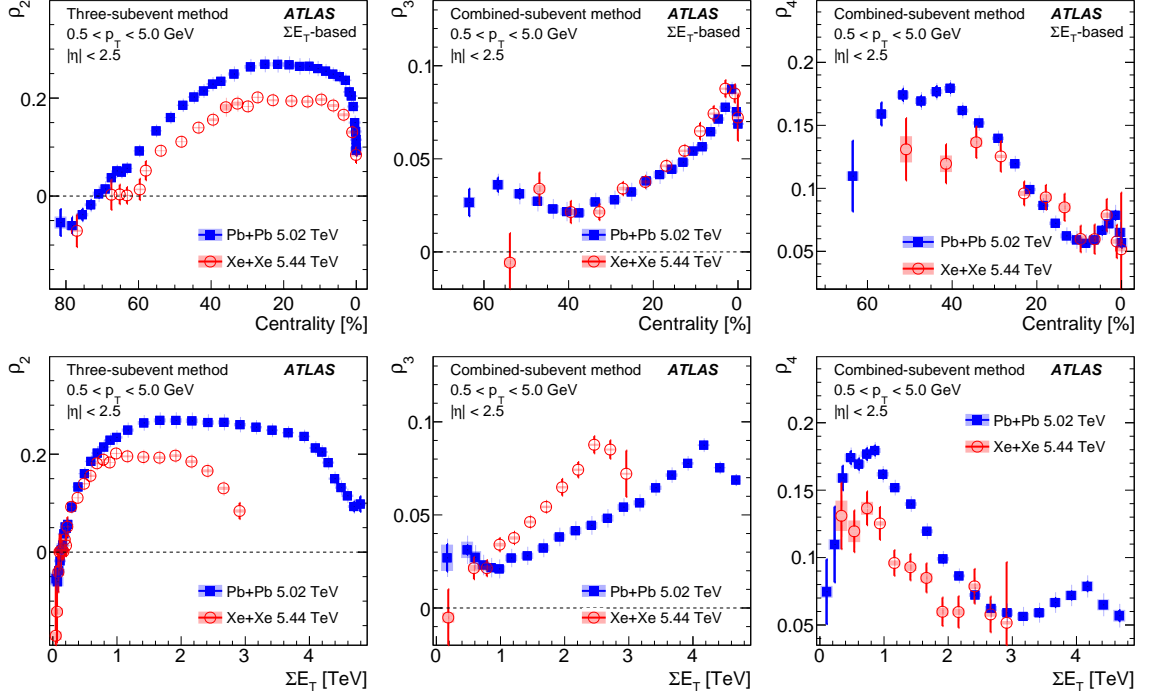 ρ2
Three-subevent method ATLAS
0.5 < pT < 5.0 GeV ΣET-based
|η| < 2.5
0.2
0
−0.2
Pb+Pb 5.02 TeV
Xe+Xe 5.44 TeV
80 60 40 20 0
Centrality [%]
ρ3
Combined-subevent method ATLAS
0.5 < pT < 5.0 GeV ΣET-based
|η| < 2.5
0.1
0.05
0
Pb+Pb 5.02 TeV
Xe+Xe 5.44 TeV
60 40 20 0
Centrality [%]
ρ4
Combined-subevent method ATLAS
0.5 < pT < 5.0 GeV ΣET-based
|η| < 2.5
0.2
0.15
0.1
0.05
Pb+Pb 5.02 TeV
Xe+Xe 5.44 TeV
60 40 20 0
Centrality [%]
ρ2
Three-subevent method ATLAS
0.5 < pT < 5.0 GeV
|η| < 2.5
0.2
0
Pb+Pb 5.02 TeV
Xe+Xe 5.44 TeV
0 1 2 3 4
ΣET [TeV]
ρ3
Combined-subevent method ATLAS
0.5 < pT < 5.0 GeV
|η| < 2.5
0.1
0.05
0
Pb+Pb 5.02 TeV
Xe+Xe 5.44 TeV
0 1 2 3 4
ΣET [TeV]
ρ4
Combined-subevent method ATLAS
0.5 < pT < 5.0 GeV
|η| < 2.5
Pb+Pb 5.02 TeV
Xe+Xe 5.44 TeV
0.2
0.15
0.1
0.05
0 1 2 3 4
ΣET [TeV]